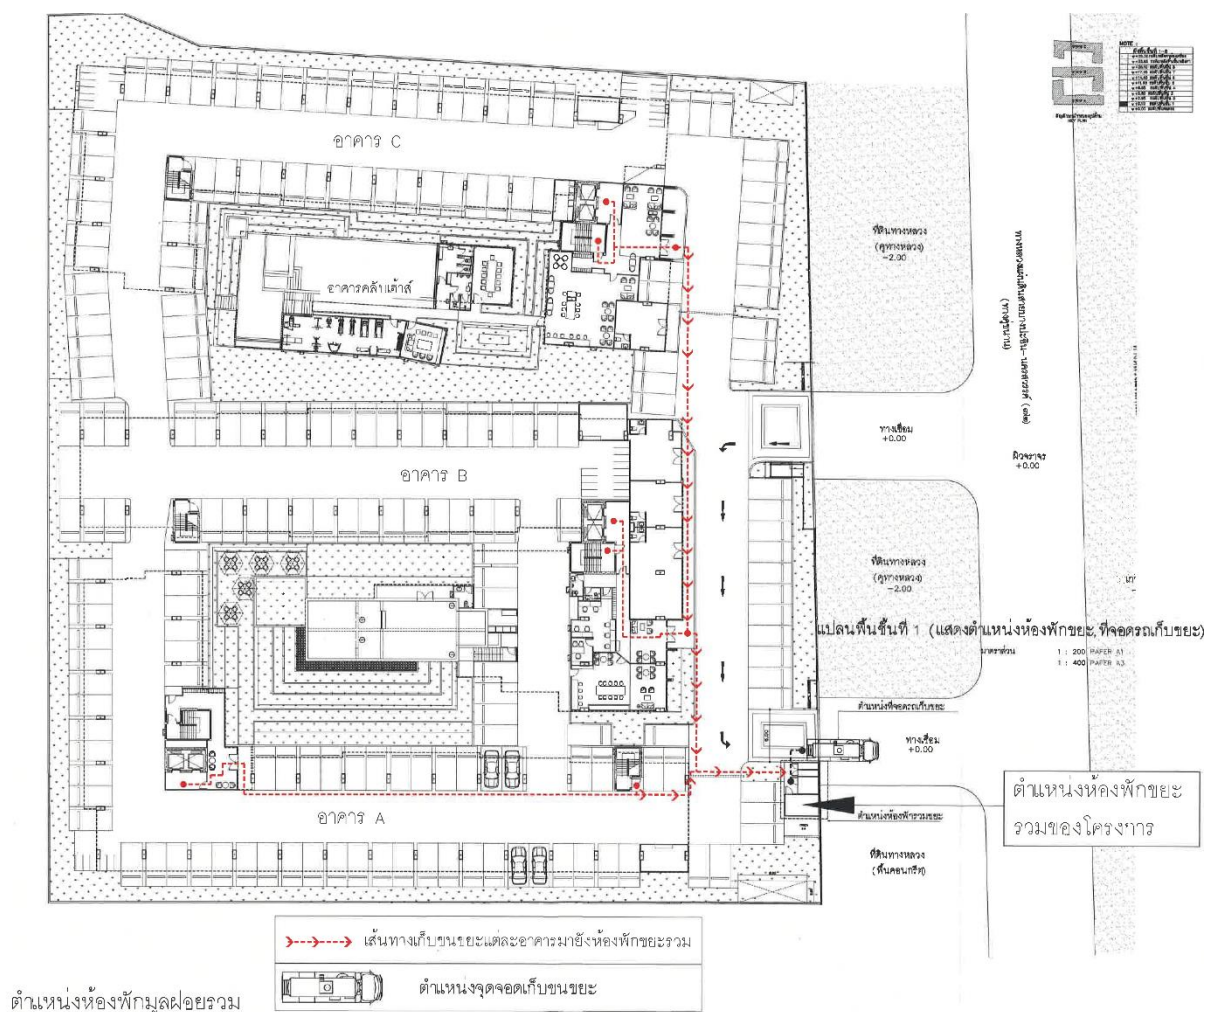 NOTE :
KEY PLAN
อาคาร C
ที่ดินทางหลวง
(คูทางหลวง)
-2.00
อาคารคลับเฮ้าส์
ทางเชื่อม
+0.00
ผิวจราจร
+0.00
อาคาร B
ที่ดินทางหลวง
(คูทางหลวง)
-2.00
แปลนพื้นชั้นที่ 1 (แสดงตำแหน่งห้องพักขยะ,ที่จอดรถเก็บขยะ)
มาตราส่วน 1 : 200 PAPER A1
1 : 400 PAPER A3
ตำแหน่งที่จอดรถเก็บขยะ
ทางเชื่อม
+0.00
6.00
ตำแหน่งห้องพักขยะ
รวมของโครงการ
ตำแหน่งห้องพักรวมขยะ
อาคาร A
ที่ดินทางหลวง
(พื้นคอนกรีต)
เส้นทางเก็บขนขยะแต่ละอาคารมายังห้องพักขยะรวม
ตำแหน่งจุดจอดเก็บขนขยะ
ตำแหน่งห้องพักมูลฝอยรวม